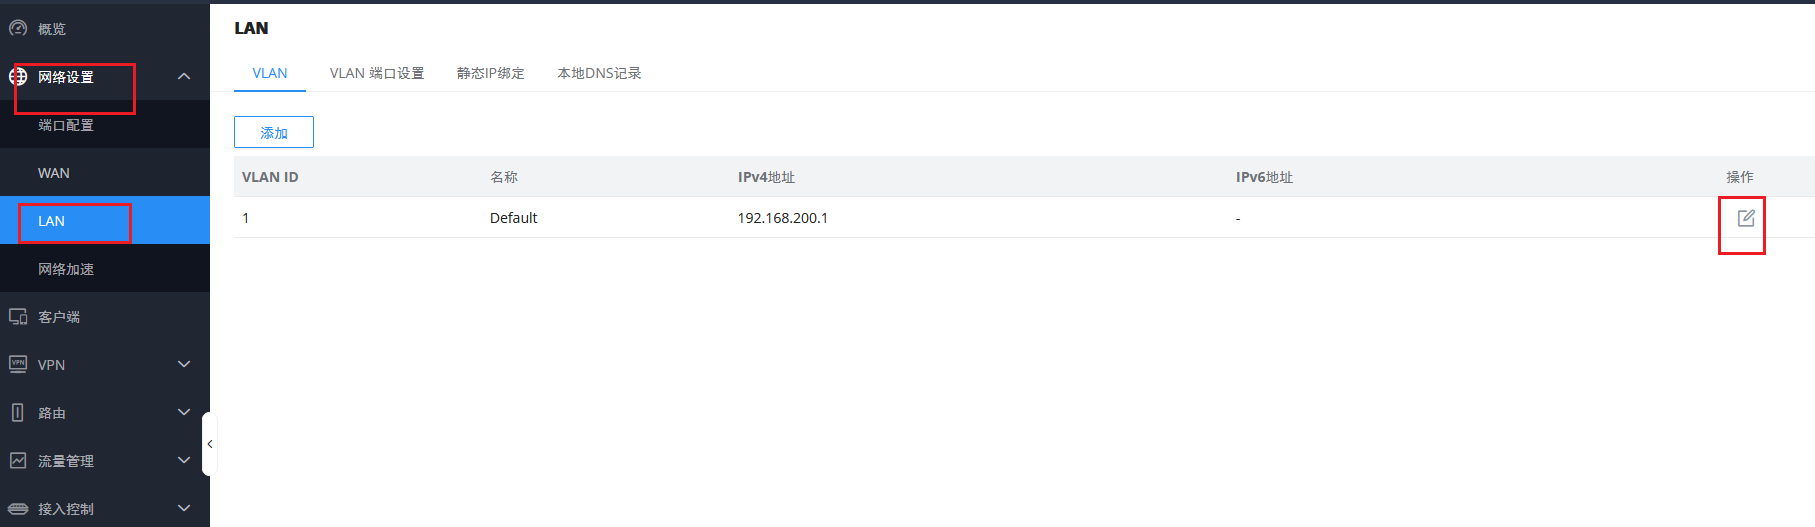 概览
网络设置
端口配置
WAN
LAN
网络加速
客户端
VPN
VPN
路由
流量管理
接入控制
LAN
VLAN VLAN 端口设置 静态IP绑定 本地DNS记录
添加
VLAN ID 名称 IPv4地址 IPv6地址 操作
1 Default 192.168.200.1 -